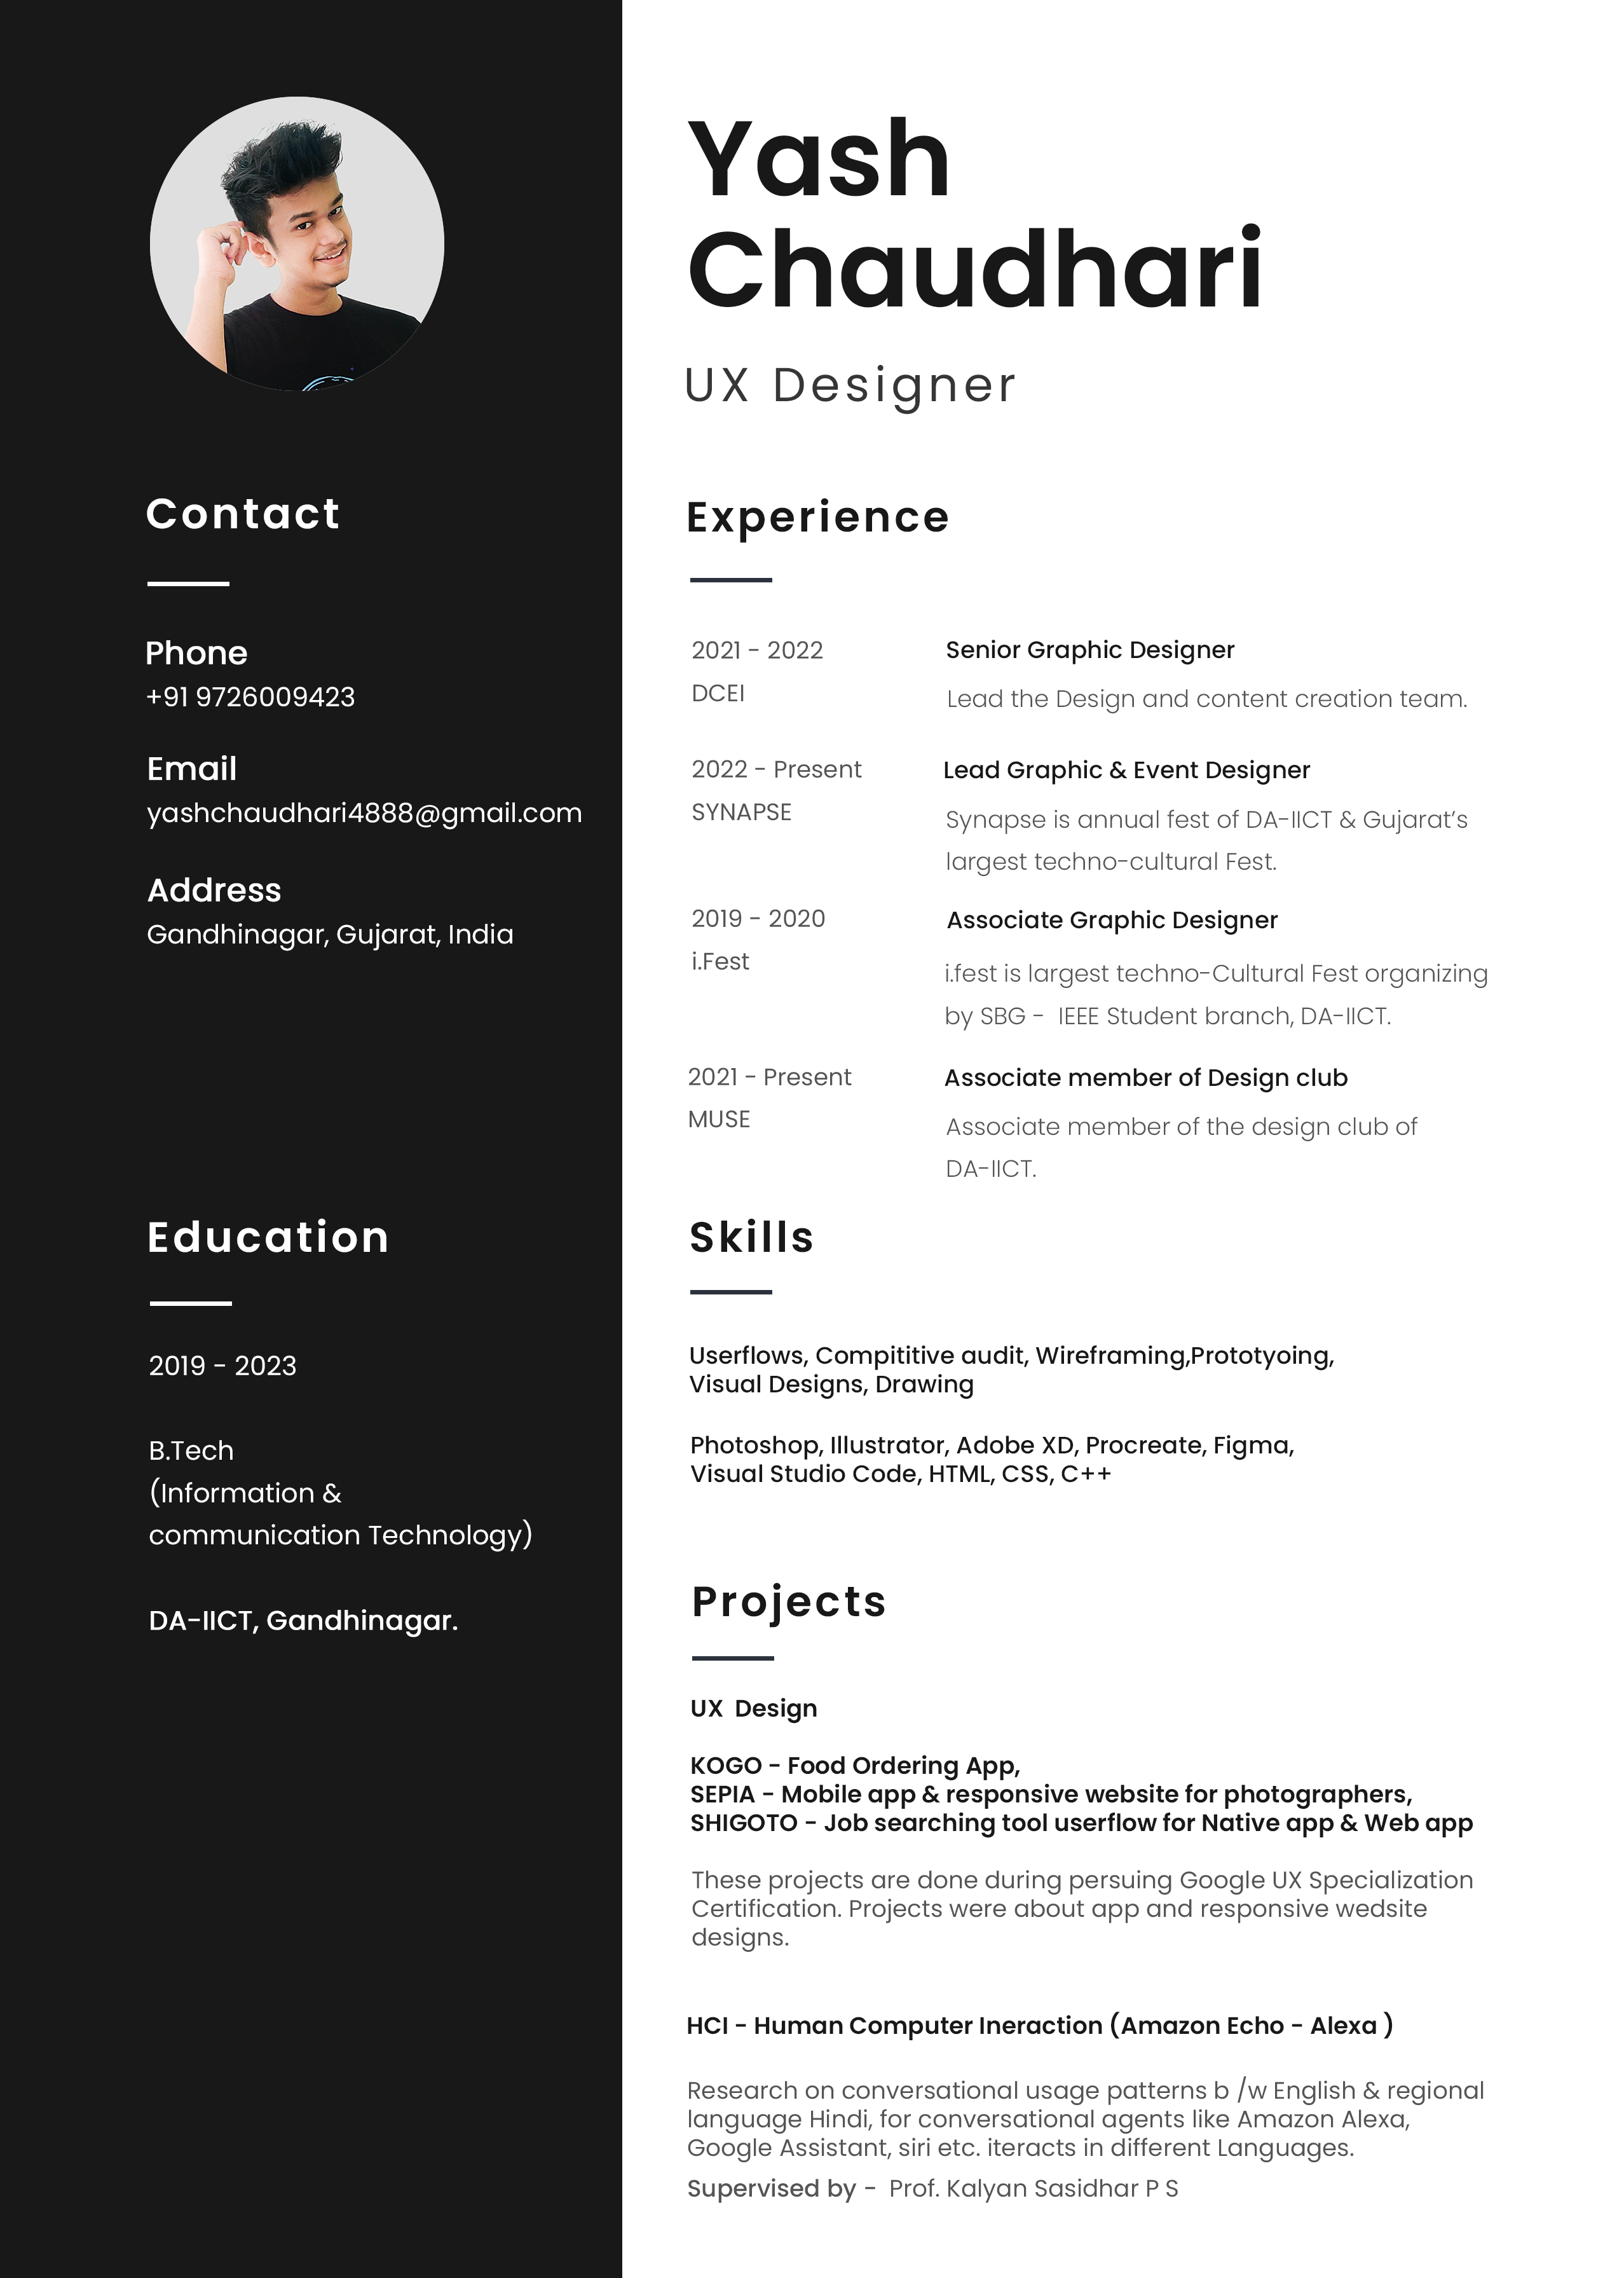 Yash
Chaudhari
UX Designer
Contact
Phone
+91 9726009423
Email
yashchaudhari4888@gmail.com
Address
Gandhinagar, Gujarat, India
Education
2019 - 2023
B.Tech
(Information &
communication Technology)
DA-IICT, Gandhinagar.
Experience
2021 - 2022
DCEI
Senior Graphic Designer
Lead the Design and content creation team.
2022 - Present
SYNAPSE
Lead Graphic & Event Designer
Synapse is annual fest of DA-IICT & Gujarat’s
largest techno-cultural Fest.
2019 - 2020
i.Fest
Associate Graphic Designer
i.fest is largest techno-Cultural Fest organizing
by SBG -  IEEE Student branch, DA-IICT.
2021 - Present
MUSE
Associate member of Design club
Associate member of the design club of
DA-IICT.
Skills
Userflows, Compititive audit, Wireframing,Prototyoing,
Visual Designs, Drawing
Photoshop, Illustrator, Adobe XD, Procreate, Figma,
Visual Studio Code, HTML, CSS, C++
Projects
UX  Design
KOGO - Food Ordering App,
SEPIA - Mobile app & responsive website for photographers,
SHIGOTO - Job searching tool userflow for Native app & Web app
These projects are done during persuing Google UX Specialization
Certification. Projects were about app and responsive wedsite
designs.
HCI - Human Computer Ineraction (Amazon Echo - Alexa )
Research on conversational usage patterns b /w English & regional
language Hindi, for conversational agents like Amazon Alexa,
Google Assistant, siri etc. iteracts in different Languages.
Supervised by -  Prof. Kalyan Sasidhar P S